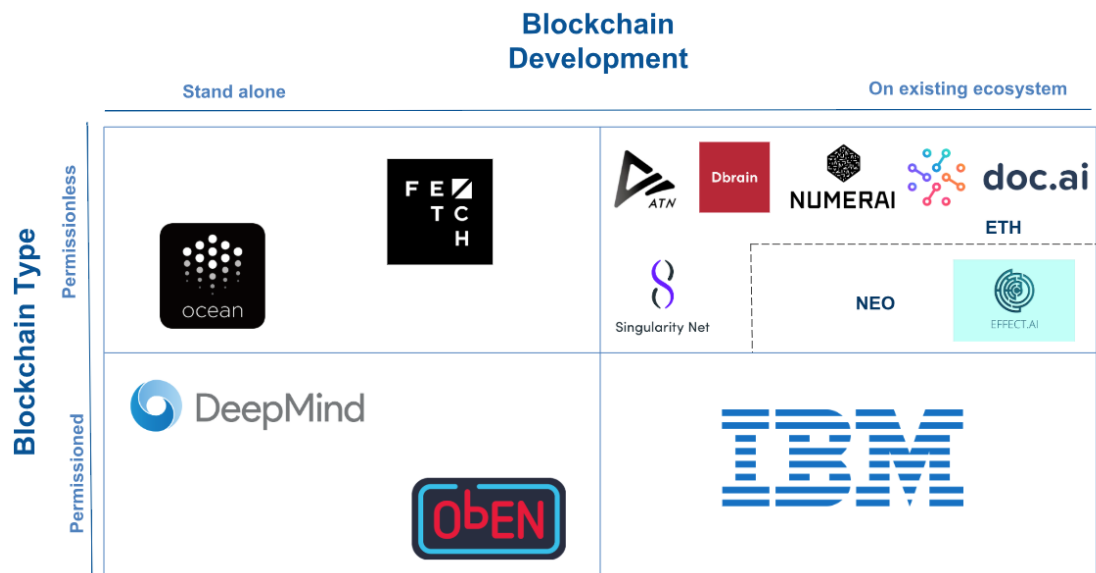 Blockchain
Development
Stand alone
On existing ecosystem
Blockchain Type
Permissionless
Permissioned
FE
T C
H
ocean
ATN
Dbrain
NUMERAI
doc.ai
ETH
Singularity Net
NEO
EFFECT.AI
DeepMind
ObEN
IBM